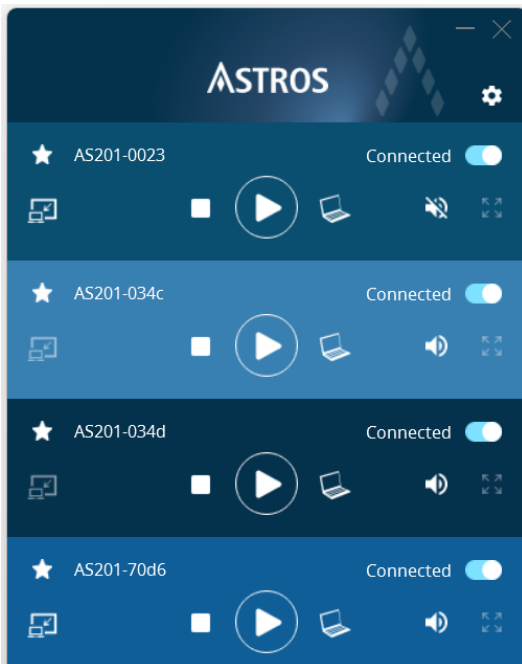 ASTROS
AS201-0023 Connected
AS201-034c Connected
AS201-034d Connected
AS201-70d6 Connected